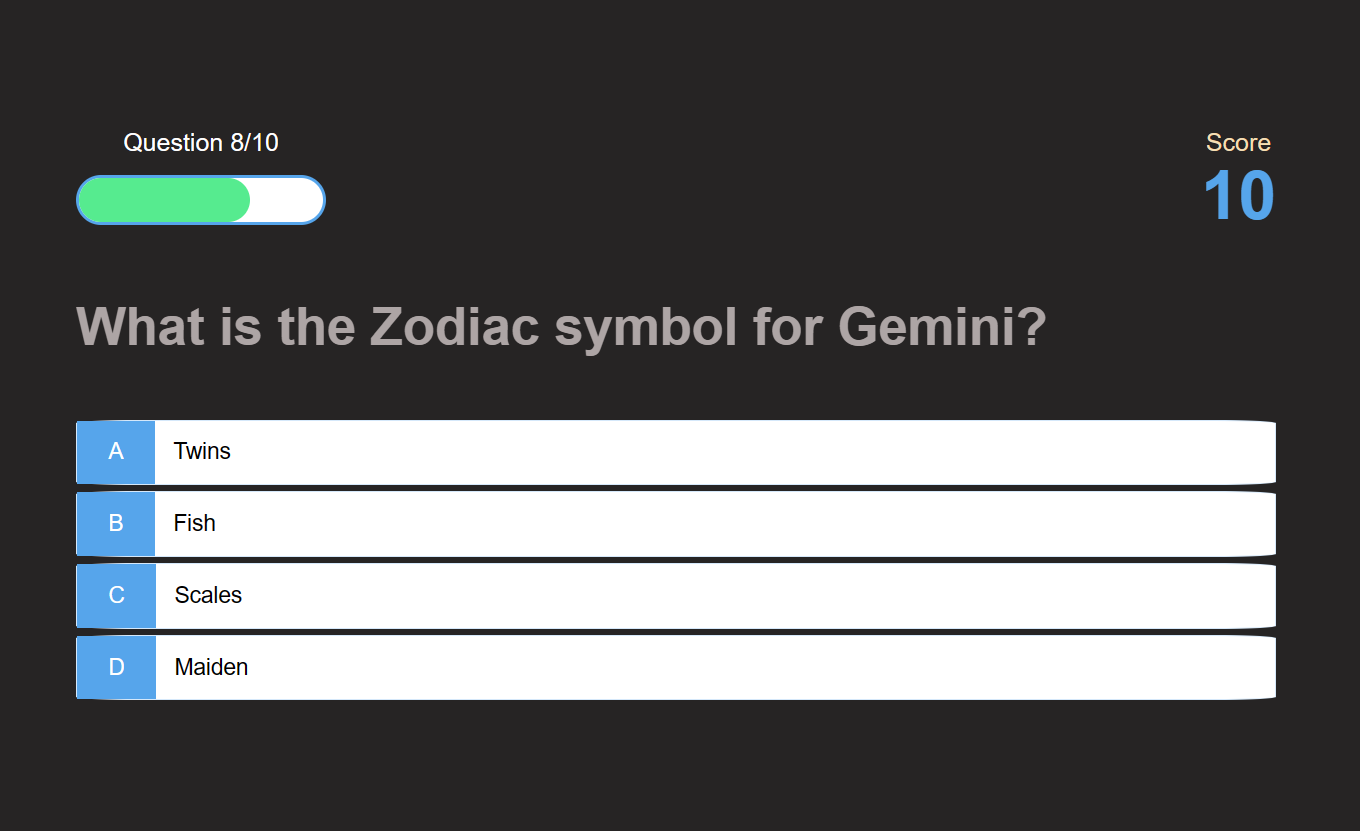 Question 8/10
Score
10
What is the Zodiac symbol for Gemini?
A Twins
B Fish
C Scales
D Maiden